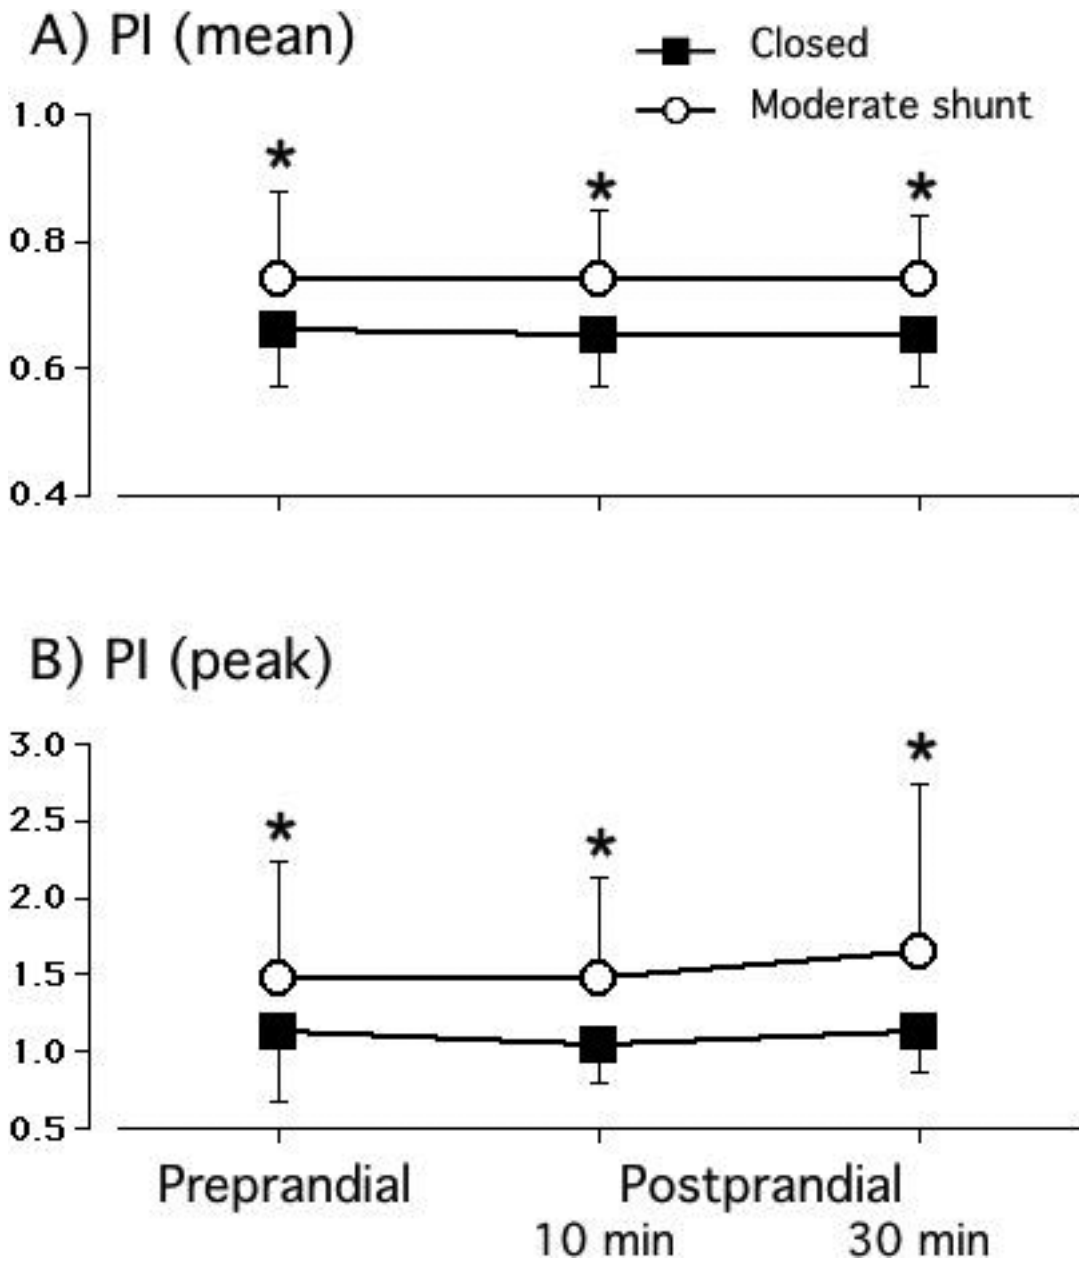 A) PI (mean)
Closed
Moderate shunt
1.0
*
* *
0.8
0.6
0.4
B) PI (peak)
3.0
*
2.5
*
*
2.0
1.5
1.0
0.5
Preprandial Postprandial
10 min 30 min